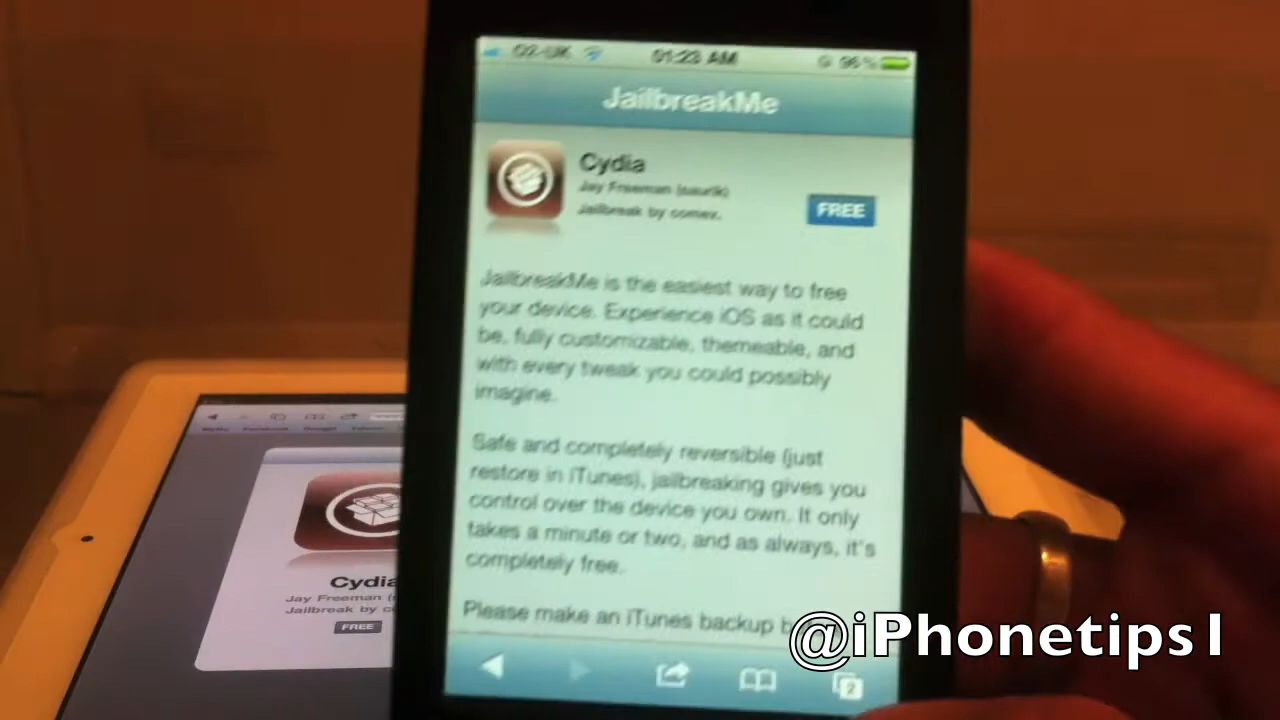 O2-UK 01:23 AM 96%
JailbreakMe
Cydia
Jay Freeman (saurik)
Jailbreak by comex.
FREE
JailbreakMe is the easiest way to free
your device. Experience iOS as it could
be, fully customizable, themeable, and
with every tweak you could possibly
imagine.
Safe and completely reversible (just
restore in iTunes), jailbreaking gives you
control over the device you own. It only
takes a minute or two, and as always, it's
completely free.
Please make an iTunes backup b
2
Cydia
Jay Freeman (
Jailbreak by c
FREE
@iPhonetips1